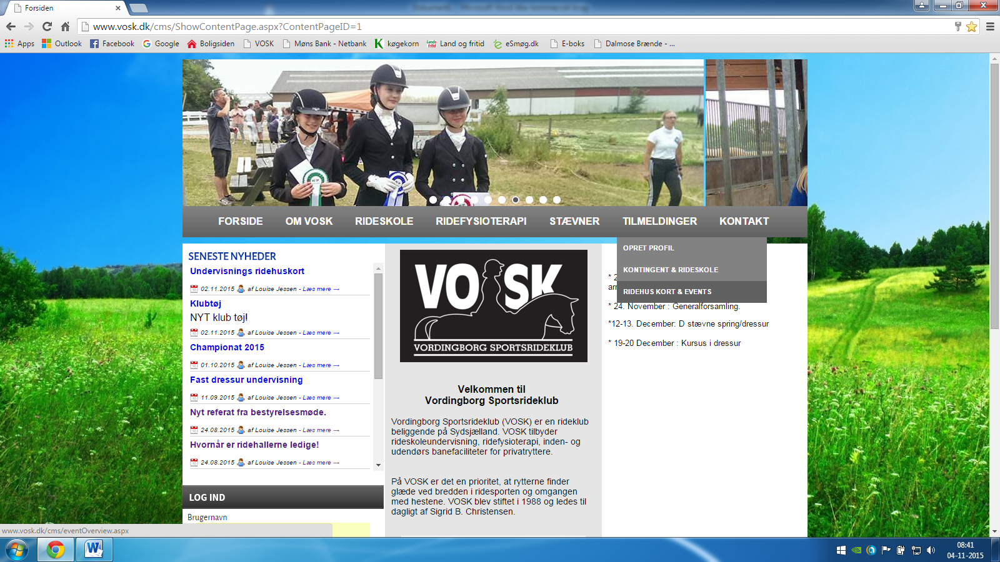 Forsiden
www.vosk.dk/cms/ShowContentPage.aspx?ContentPageID=1
Apps Outlook Facebook Google Boligsiden VOSK Møns Bank - Netbank køgekorn Land og fritid eSmøg.dk E-boks Dalmose Brænde - ...
FORSIDE OM VOSK RIDESKOLE RIDEFYSIOTERAPI STÆVNER TILMELDINGER KONTAKT
OPRET PROFIL
KONTINGENT & RIDESKOLE
RIDEHUS KORT & EVENTS
SENESTE NYHEDER
Undervisnings ridehuskort
02.11.2015 af Louise Jessen - Læs mere →
Klubtøj
NYT klub tøj!
02.11.2015 af Louise Jessen - Læs mere →
Championat 2015
01.10.2015 af Louise Jessen - Læs mere →
Fast dressur undervisning
11.09.2015 af Louise Jessen - Læs mere →
Nyt referat fra bestyrelsesmøde.
24.08.2015 af Louise Jessen - Læs mere →
Hvornår er ridehallerne ledige!
24.08.2015 af Louise Jessen - Læs mere →
LOG IND
Brugernavn
www.vosk.dk/cms/eventOverview.aspx
VOSK
VORDINGBORG SPORTSRIDEKLUB
Velkommen til
Vordingborg Sportsrideklub
Vordingborg Sportsrideklub (VOSK) er en rideklub
beliggende på Sydsjælland. VOSK tilbyder
rideskoleundervisning, ridefysioterapi, inden- og
udendørs banefaciliteter for privatryttere.
På VOSK er det en prioritet, at rytterne finder
glæde ved bredden i ridesporten og omgangen
med hestene. VOSK blev stiftet i 1988 og ledes til
dagligt af Sigrid B. Christensen.
* 24. November : Generalforsamling.
*12-13. December: D stævne spring/dressur
* 19-20 December : Kursus i dressur
08:41
04-11-2015